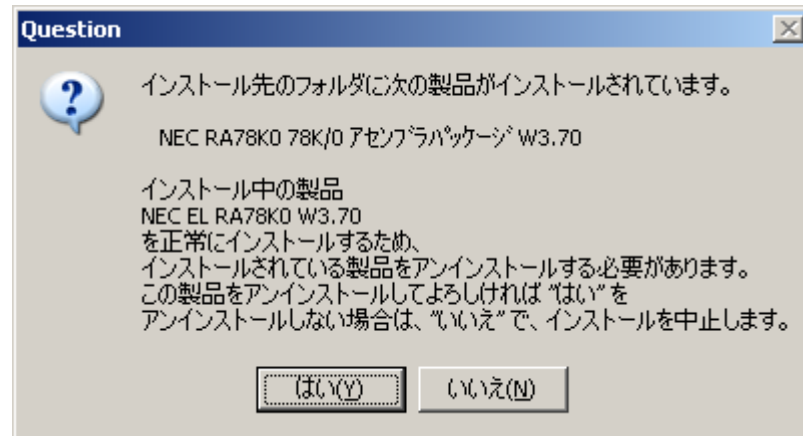 Question
インストール先のフォルダに次の製品がインストールされています。
NEC RA78K0 78K/0 アセンブラパッケージ W3.70
インストール中の製品
NEC EL RA78K0 W3.70
を正常にインストールするため、
インストールされている製品をアンインストールする必要があります。
この製品をアンインストールしてよろしければ "はい" を
アンインストールしない場合は、"いいえ" で、インストールを中止します。
はい(Y)
いいえ(N)